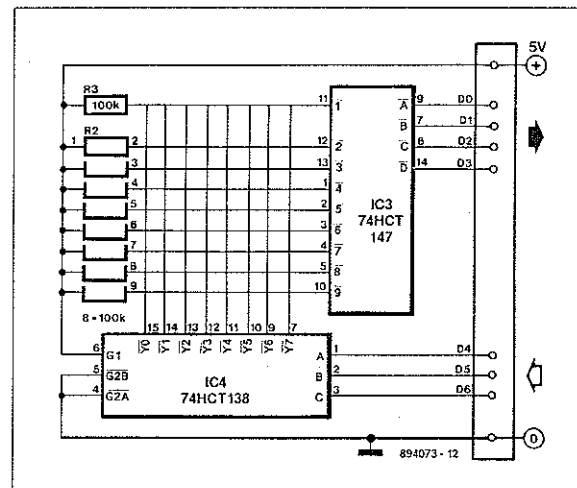 5V
+
R3
100k
11 1 A 9 D0
B 7 D1
R2
1 2 12 2 C 6 D2
3 13 3 D 14 D3
4 1 4
5 2 5
6 3 6
7 4 7
8 5 8
9 10 9
IC3
74HCT
147
8 × 100k
15 14 13 12 11 10 9 7
Y0 Y1 Y2 Y3 Y4 Y5 Y6 Y7
6 G1 A 1 D4
5 G2B B 2 D5
4 G2A C 3 D6
IC4
74HCT138
894073 - 12
0